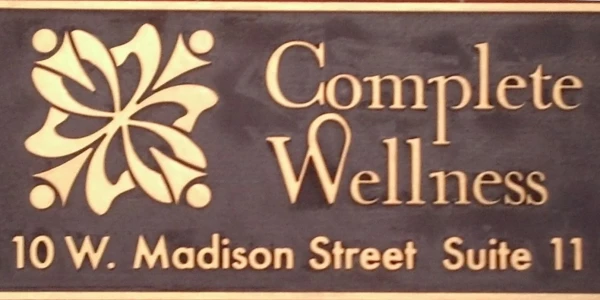 Complete
Wellness
10 W. Madison Street Suite 11